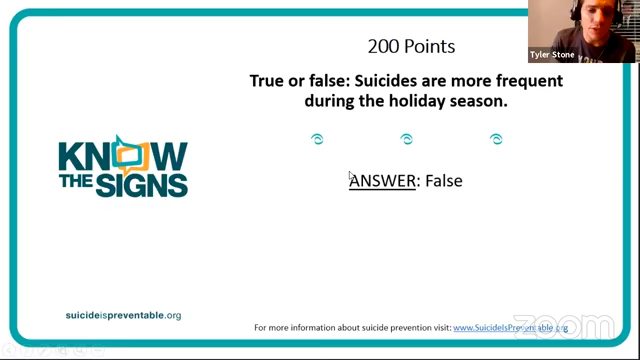 200 Points
Tyler Stone
True or false: Suicides are more frequent
during the holiday season.
KNOW
THE SIGNS
ANSWER: False
suicideispreventable.org
For more information about suicide prevention visit: www.SuicideIsPreventable.org
zoom